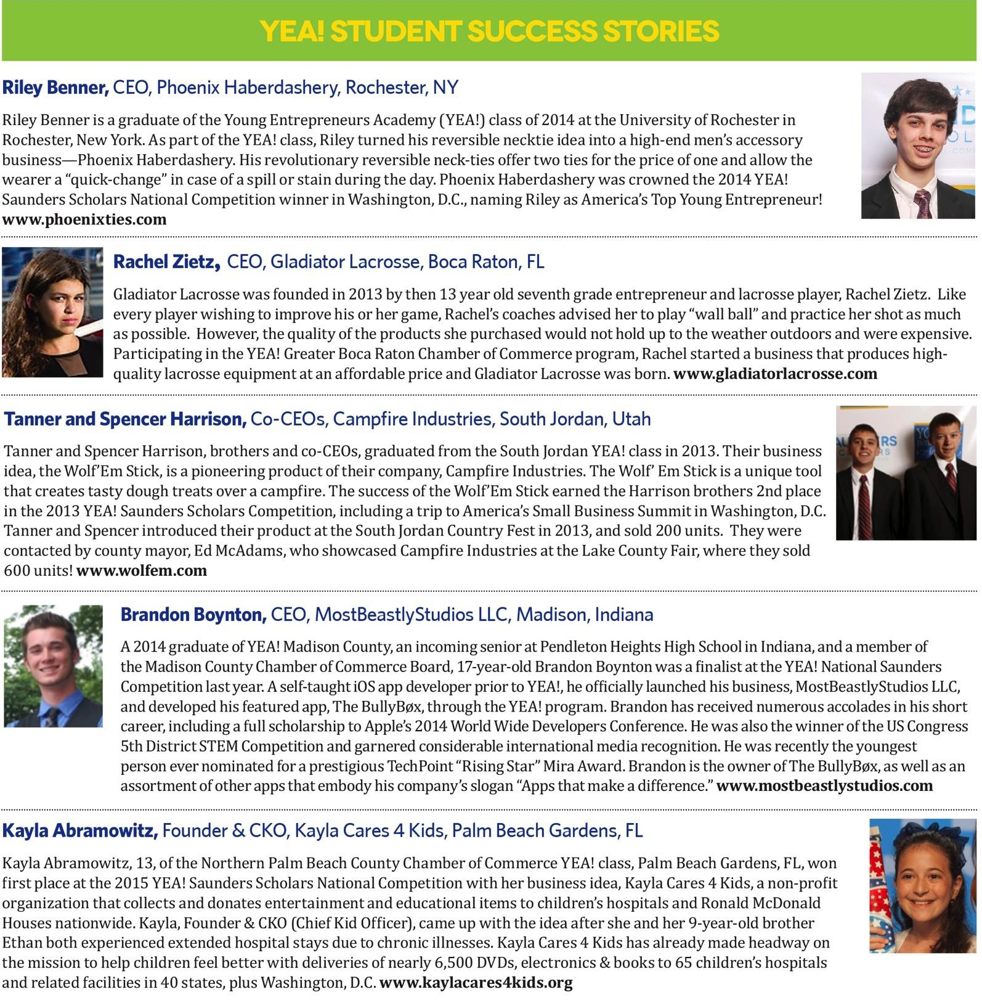 YEA! STUDENT SUCCESS STORIES
Riley Benner, CEO, Phoenix Haberdashery, Rochester, NY
Riley Benner is a graduate of the Young Entrepreneurs Academy (YEA!) class of 2014 at the University of Rochester in
Rochester, New York. As part of the YEA! class, Riley turned his reversible necktie idea into a high-end men's accessory
business—Phoenix Haberdashery. His revolutionary reversible neck-ties offer two ties for the price of one and allow the
wearer a “quick-change” in case of a spill or stain during the day. Phoenix Haberdashery was crowned the 2014 YEA!
Saunders Scholars National Competition winner in Washington, D.C., naming Riley as America's Top Young Entrepreneur!
www.phoenixties.com
Rachel Zietz, CEO, Gladiator Lacrosse, Boca Raton, FL
Gladiator Lacrosse was founded in 2013 by then 13 year old seventh grade entrepreneur and lacrosse player, Rachel Zietz. Like
every player wishing to improve his or her game, Rachel's coaches advised her to play “wall ball” and practice her shot as much
as possible. However, the quality of the products she purchased would not hold up to the weather outdoors and were expensive.
Participating in the YEA! Greater Boca Raton Chamber of Commerce program, Rachel started a business that produces high-
quality lacrosse equipment at an affordable price and Gladiator Lacrosse was born. www.gladiatorlacrosse.com
Tanner and Spencer Harrison, Co-CEOs, Campfire Industries, South Jordan, Utah
Tanner and Spencer Harrison, brothers and co-CEOs, graduated from the South Jordan YEA! class in 2013. Their business
idea, the Wolf'Em Stick, is a pioneering product of their company, Campfire Industries. The Wolf' Em Stick is a unique tool
that creates tasty dough treats over a campfire. The success of the Wolf'Em Stick earned the Harrison brothers 2nd place
in the 2013 YEA! Saunders Scholars Competition, including a trip to America's Small Business Summit in Washington, D.C.
Tanner and Spencer introduced their product at the South Jordan Country Fest in 2013, and sold 200 units. They were
contacted by county mayor, Ed McAdams, who showcased Campfire Industries at the Lake County Fair, where they sold
600 units! www.wolfem.com
Brandon Boynton, CEO, MostBeastlyStudios LLC, Madison, Indiana
A 2014 graduate of YEA! Madison County, an incoming senior at Pendleton Heights High School in Indiana, and a member of
the Madison County Chamber of Commerce Board, 17-year-old Brandon Boynton was a finalist at the YEA! National Saunders
Competition last year. A self-taught iOS app developer prior to YEA!, he officially launched his business, MostBeastlyStudios LLC,
and developed his featured app, The BullyBøx, through the YEA! program. Brandon has received numerous accolades in his short
career, including a full scholarship to Apple's 2014 World Wide Developers Conference. He was also the winner of the US Congress
5th District STEM Competition and garnered considerable international media recognition. He was recently the youngest
person ever nominated for a prestigious TechPoint “Rising Star” Mira Award. Brandon is the owner of The BullyBøx, as well as an
assortment of other apps that embody his company's slogan “Apps that make a difference.” www.mostbeastlystudios.com
Kayla Abramowitz, Founder & CKO, Kayla Cares 4 Kids, Palm Beach Gardens, FL
Kayla Abramowitz, 13, of the Northern Palm Beach County Chamber of Commerce YEA! class, Palm Beach Gardens, FL, won
first place at the 2015 YEA! Saunders Scholars National Competition with her business idea, Kayla Cares 4 Kids, a non-profit
organization that collects and donates entertainment and educational items to children's hospitals and Ronald McDonald
Houses nationwide. Kayla, Founder & CKO (Chief Kid Officer), came up with the idea after she and her 9-year-old brother
Ethan both experienced extended hospital stays due to chronic illnesses. Kayla Cares 4 Kids has already made headway on
the mission to help children feel better with deliveries of nearly 6,500 DVDs, electronics & books to 65 children's hospitals
and related facilities in 40 states, plus Washington, D.C. www.kaylacares4kids.org